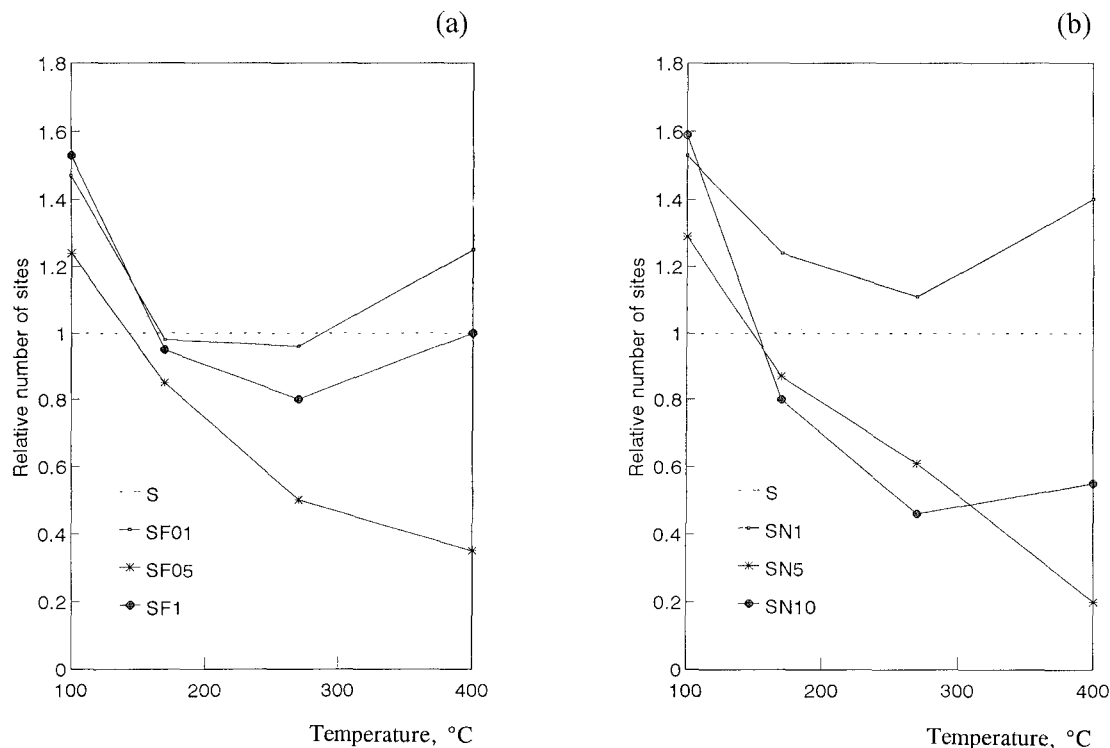 (a)
1.8
1.6
1.4
1.2
1
0.8
0.6
0.4
0.2
0
Relative number of sites
S
SF01
SF05
SF1
100 200 300 400
Temperature, °C
(b)
1.8
1.6
1.4
1.2
1
0.8
0.6
0.4
0.2
0
Relative number of sites
S
SN1
SN5
SN10
100 200 300 400
Temperature, °C